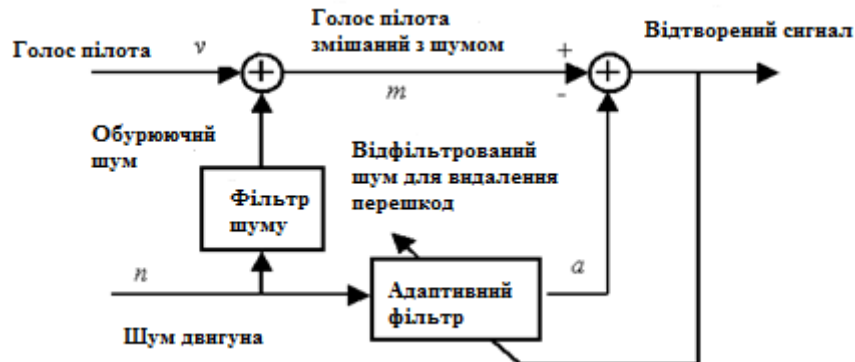 Голос пілота
v
Голос пілота
змішаний з шумом
m
+
-
Відтворений сигнал
Обурюючий
шум
Фільтр
шуму
Відфільтрований
шум для видалення
перешкод
n
Шум двигуна
Адаптивний
фільтр
a